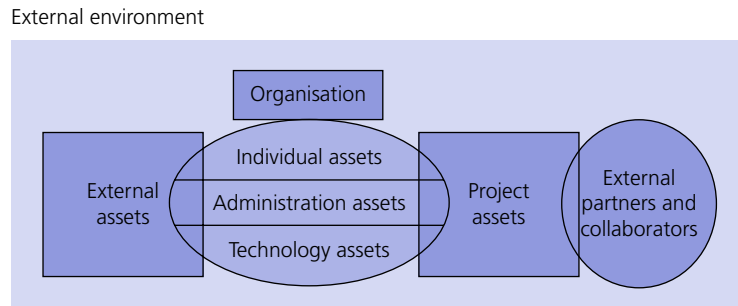 External environment
Organisation
Individual assets
External
assets
Administration assets
Project
assets
External
partners and
collaborators
Technology assets